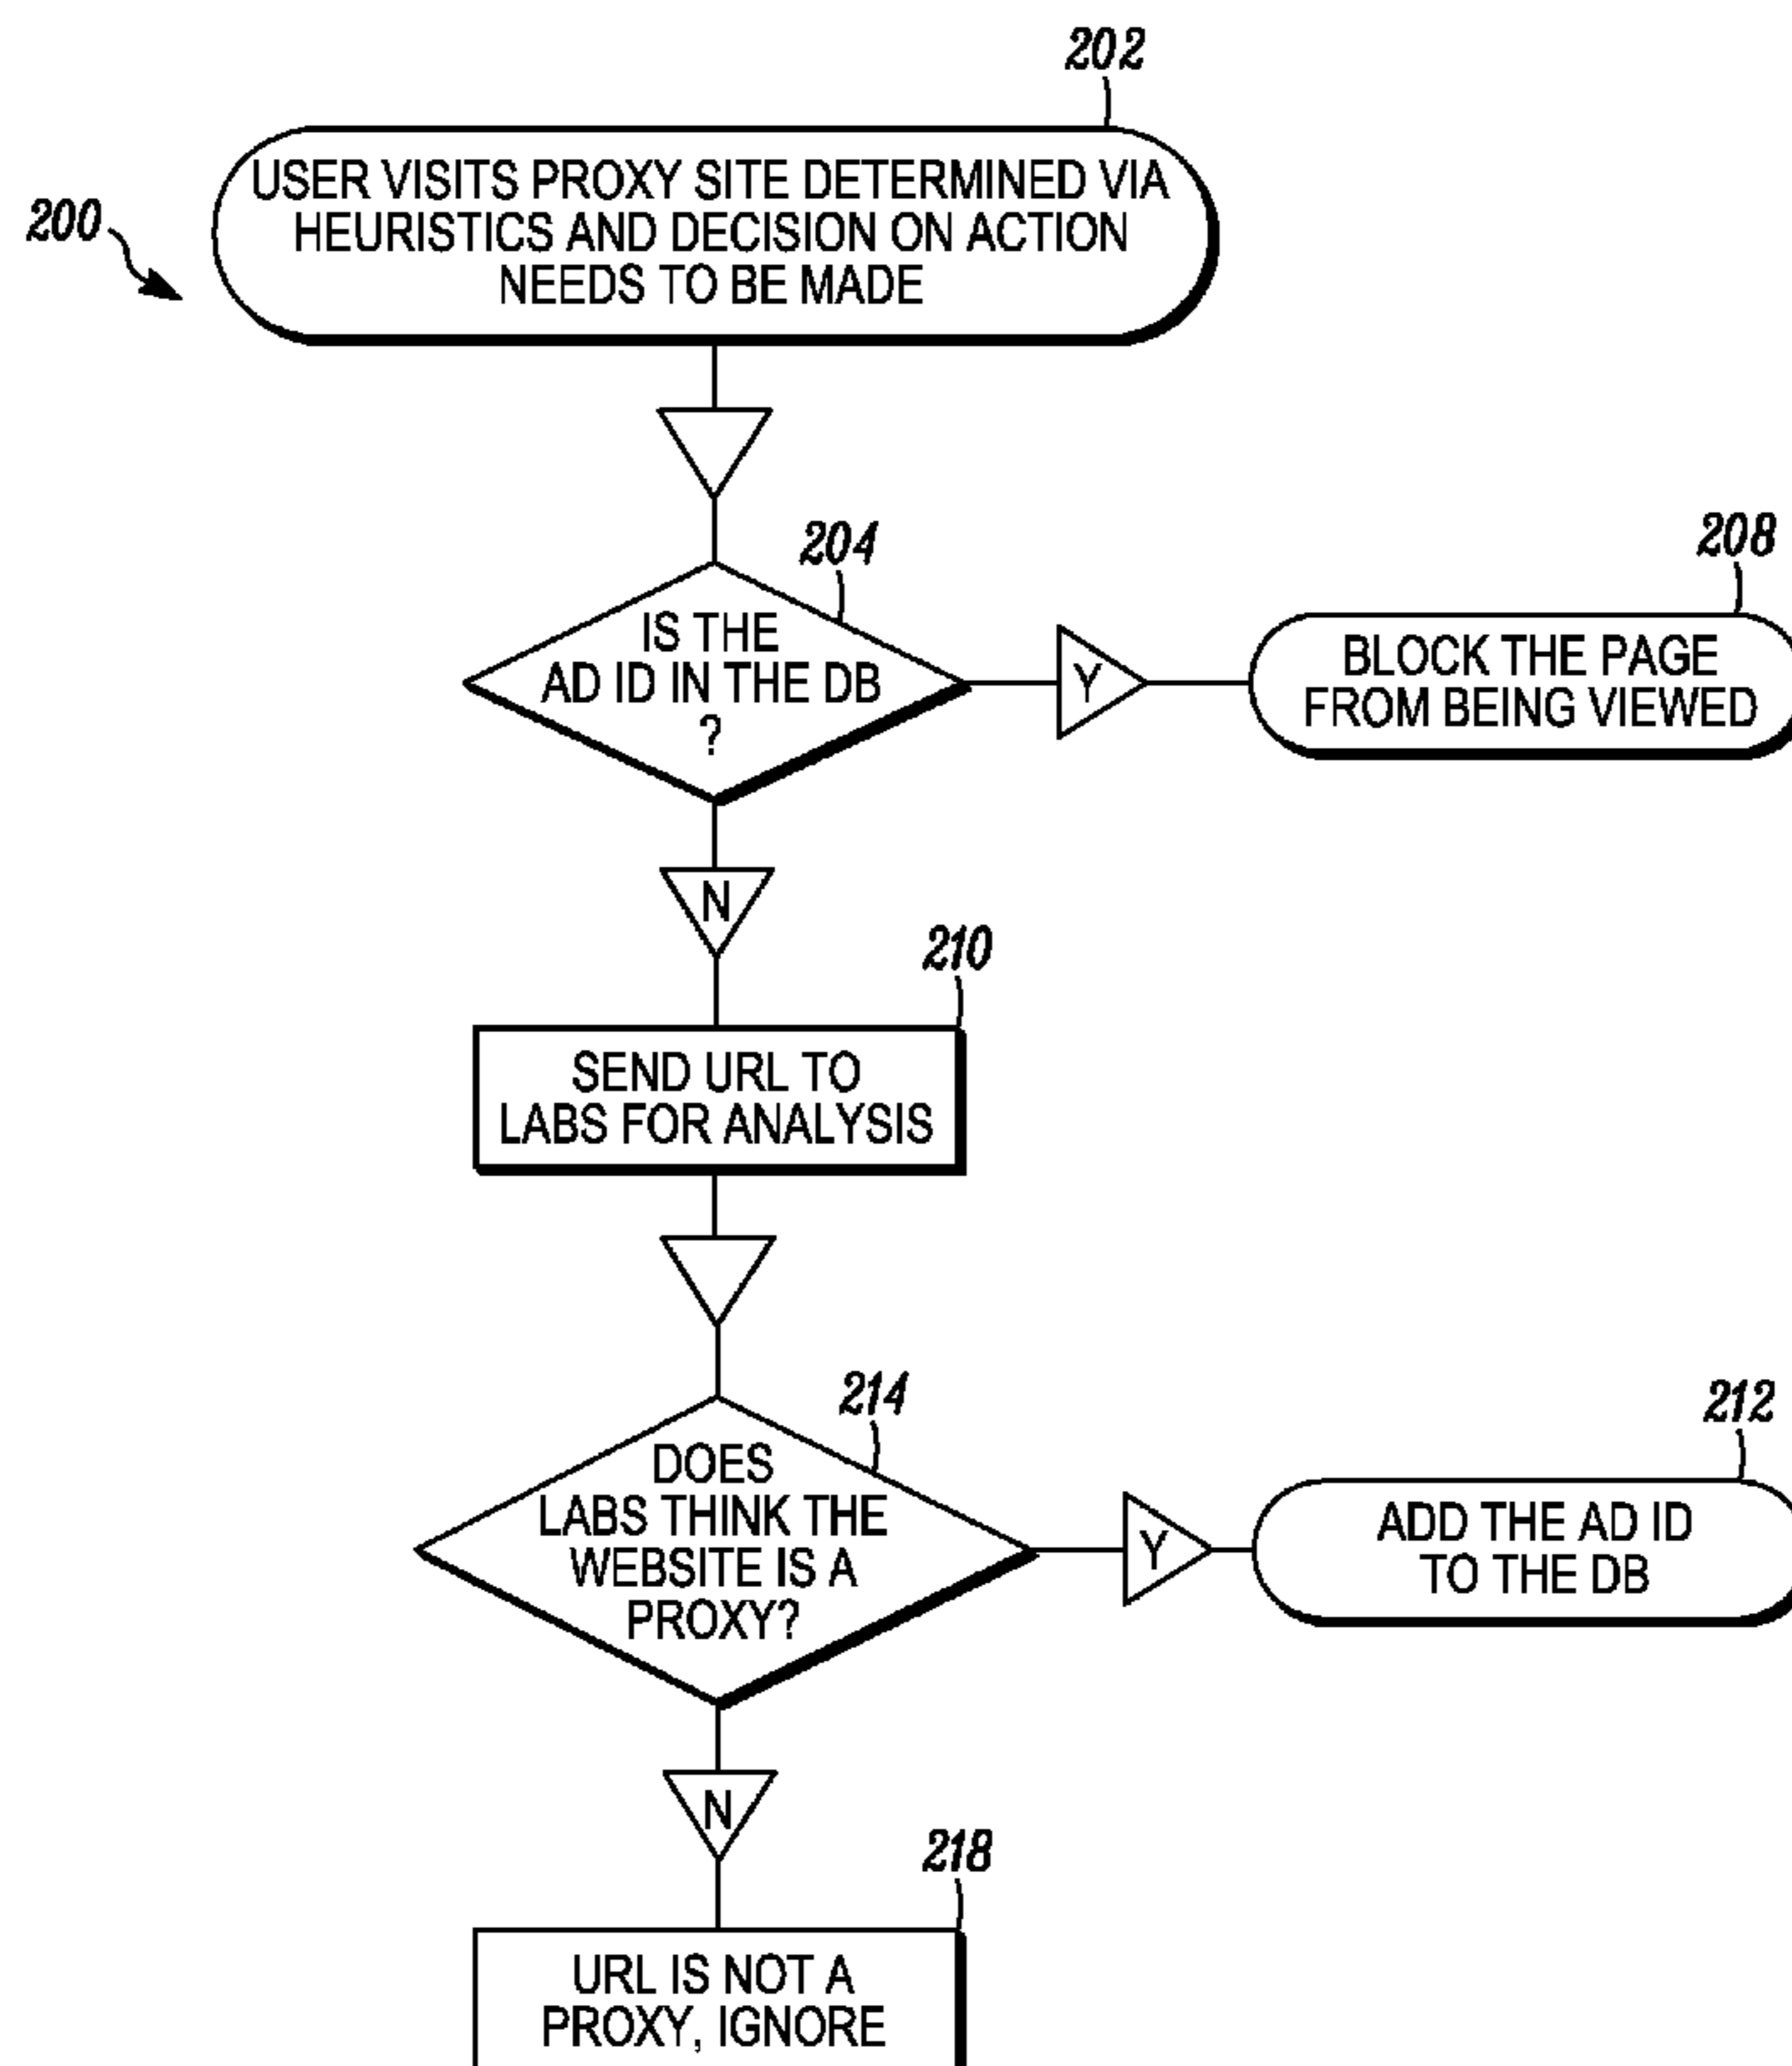 202
200
USER VISITS PROXY SITE DETERMINED VIA
HEURISTICS AND DECISION ON ACTION
NEEDS TO BE MADE
204
IS THE
AD ID IN THE DB
?
Y
208
BLOCK THE PAGE
FROM BEING VIEWED
N
210
SEND URL TO
LABS FOR ANALYSIS
214
DOES
LABS THINK THE
WEBSITE IS A
PROXY?
Y
212
ADD THE AD ID
TO THE DB
N
218
URL IS NOT A
PROXY, IGNORE